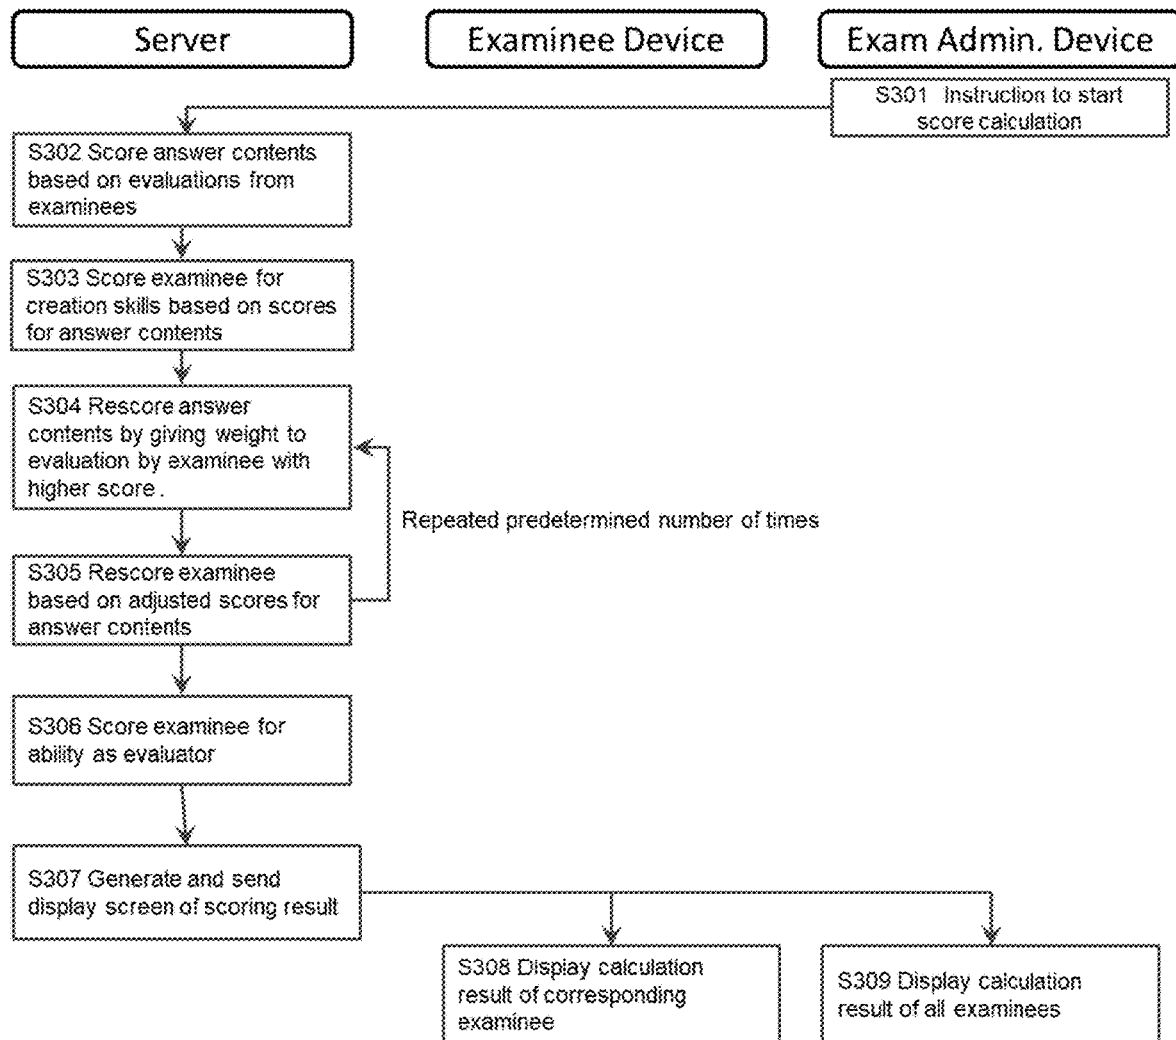 Server
Examinee Device
Exam Admin. Device
S301 Instruction to start
score calculation
S302 Score answer contents
based on evaluations from
examinees
S303 Score examinee for
creation skills based on scores
for answer contents
S304 Rescore answer
contents by giving weight to
evaluation by examinee with
higher score.
Repeated predetermined number of times
S305 Rescore examinee
based on adjusted scores for
answer contents
S306 Score examinee for
ability as evaluator
S307 Generate and send
display screen of scoring result
S308 Display calculation
result of corresponding
examinee
S309 Display calculation
result of all examinees